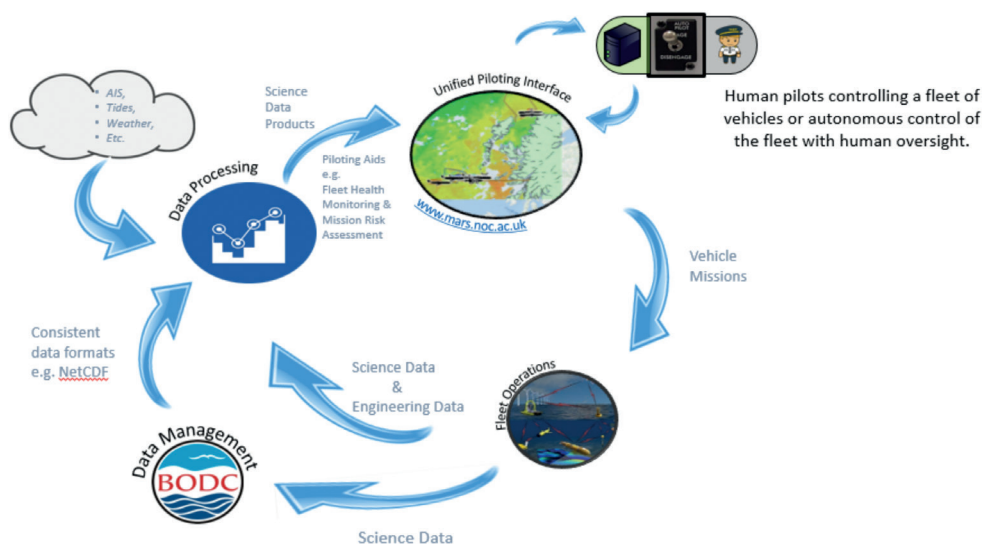 AIS,
Tides,
Weather,
Etc.
Science
Data
Products
Unified Piloting Interface
AUTO
PILOT
DISENGAGE
Human pilots controlling a fleet of
vehicles or autonomous control of
the fleet with human oversight.
Data Processing
Piloting Aids
e.g.
Fleet Health
Monitoring &
Mission Risk
Assessment
www.mars.noc.ac.uk
Vehicle
Missions
Consistent
data formats
e.g. NetCDF
Science Data
&
Engineering Data
Fleet Operations
Data Management
BODC
Science Data